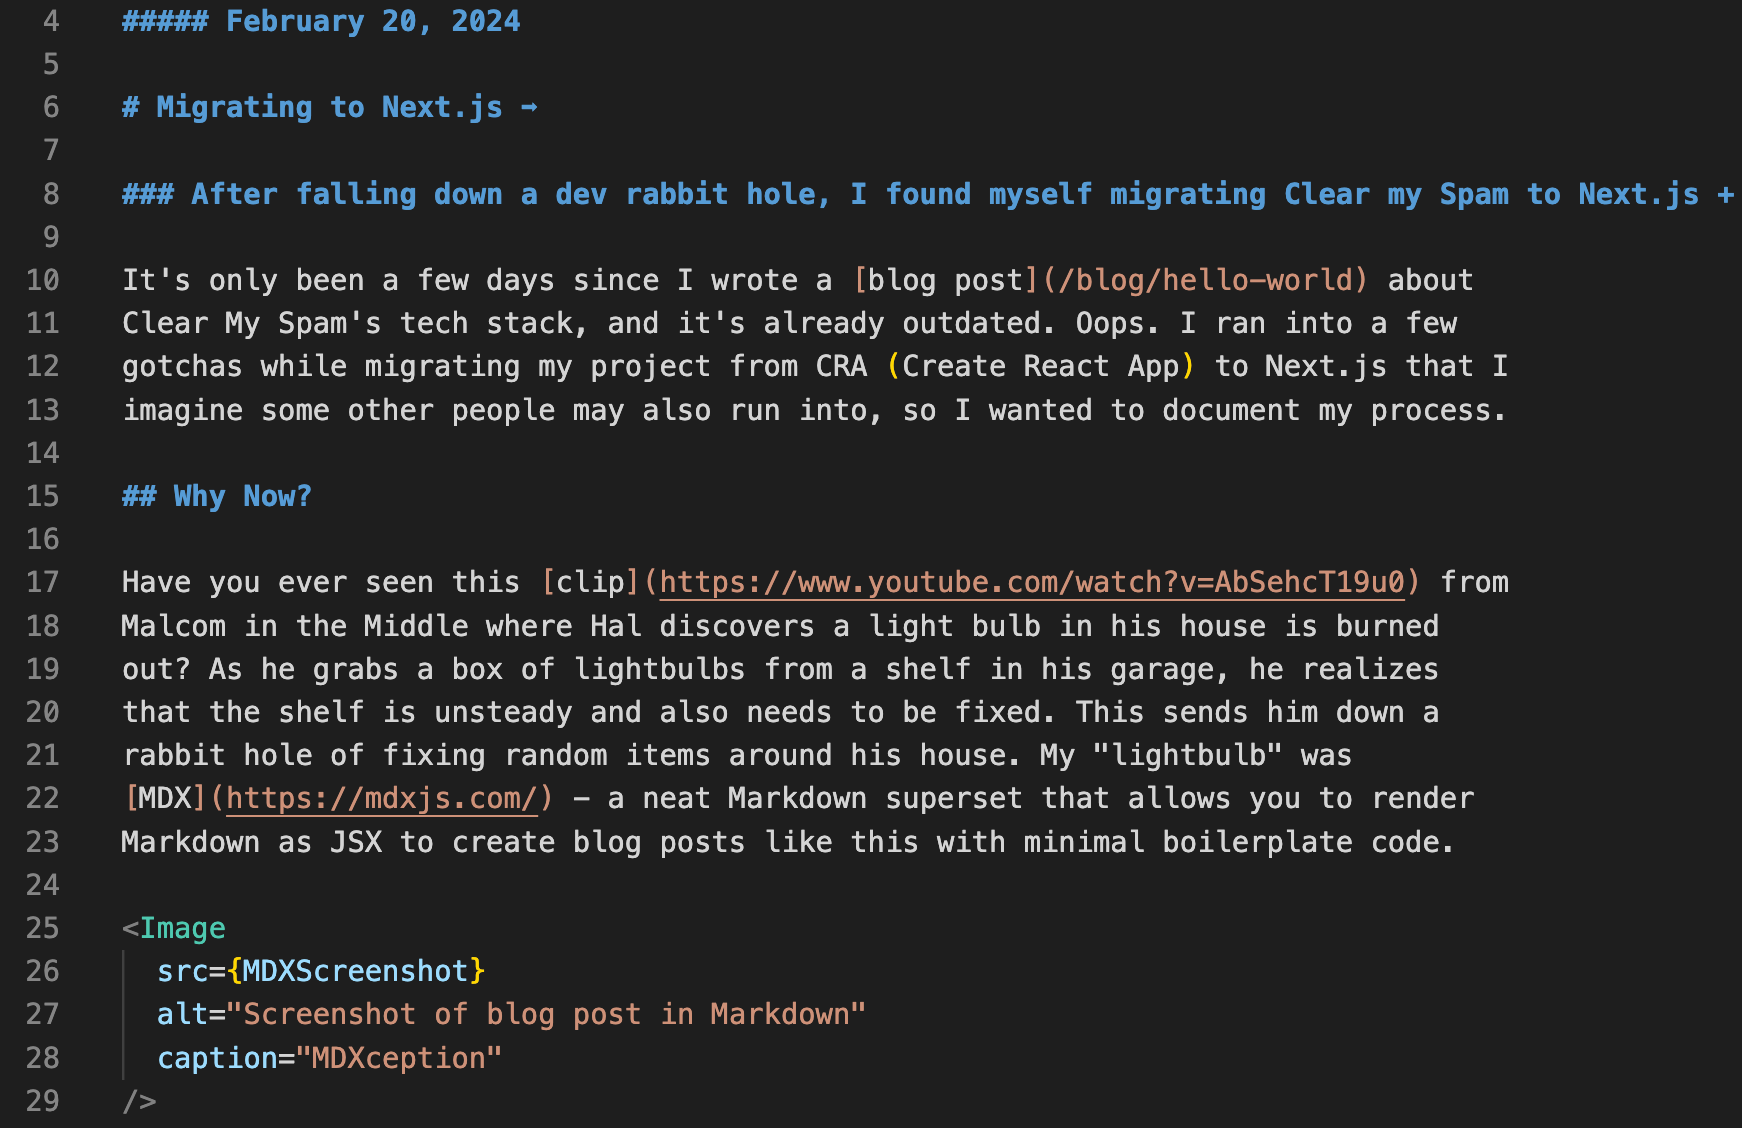 4 ##### February 20, 2024
5
6 # Migrating to Next.js ➡
7
8 ### After falling down a dev rabbit hole, I found myself migrating Clear my Spam to Next.js +
9
10 It's only been a few days since I wrote a [blog post](/blog/hello-world) about
11 Clear My Spam's tech stack, and it's already outdated. Oops. I ran into a few
12 gotchas while migrating my project from CRA (Create React App) to Next.js that I
13 imagine some other people may also run into, so I wanted to document my process.
14
15 ## Why Now?
16
17 Have you ever seen this [clip](https://www.youtube.com/watch?v=AbSehcT19u0) from
18 Malcom in the Middle where Hal discovers a light bulb in his house is burned
19 out? As he grabs a box of lightbulbs from a shelf in his garage, he realizes
20 that the shelf is unsteady and also needs to be fixed. This sends him down a
21 rabbit hole of fixing random items around his house. My "lightbulb" was
22 [MDX](https://mdxjs.com/) – a neat Markdown superset that allows you to render
23 Markdown as JSX to create blog posts like this with minimal boilerplate code.
24
25 <Image
26   src={MDXScreenshot}
27   alt="Screenshot of blog post in Markdown"
28   caption="MDXception"
29 />